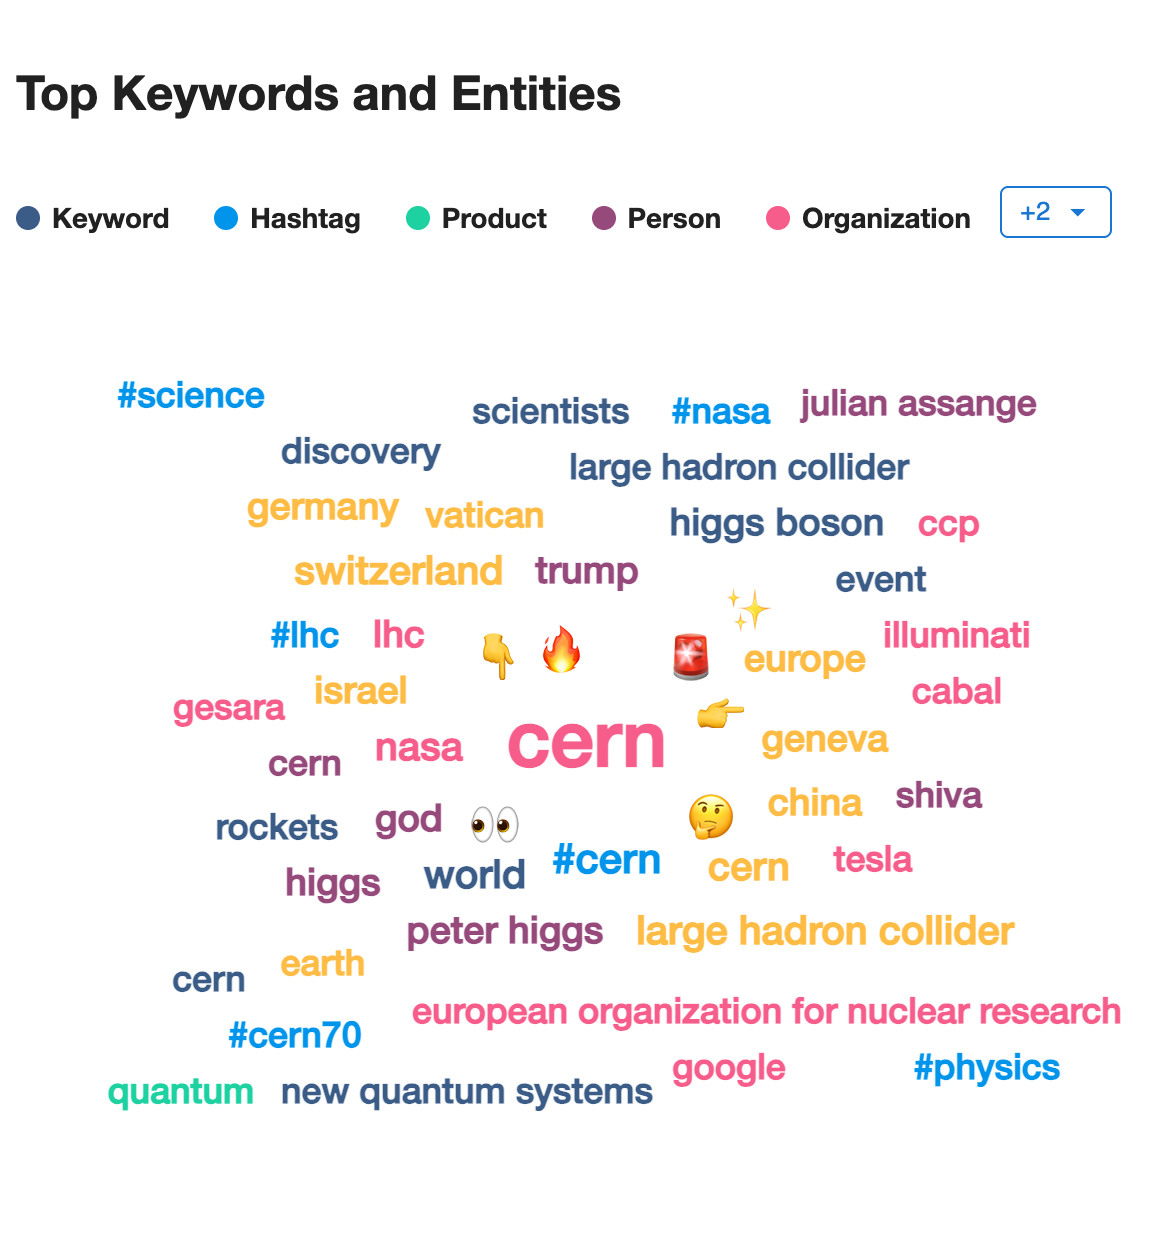 Top Keywords and Entities
Keyword Hashtag Product Person Organization +2
#science
scientists #nasa julian assange
discovery
large hadron collider
germany vatican
higgs boson ccp
switzerland trump
event
#lhc lhc
illuminati
europe
israel
cabal
gesara
geneva
nasa cern
cern
china shiva
rockets god
#cern cern tesla
higgs world
peter higgs large hadron collider
earth
cern
european organization for nuclear research
#cern70
google #physics
quantum new quantum systems